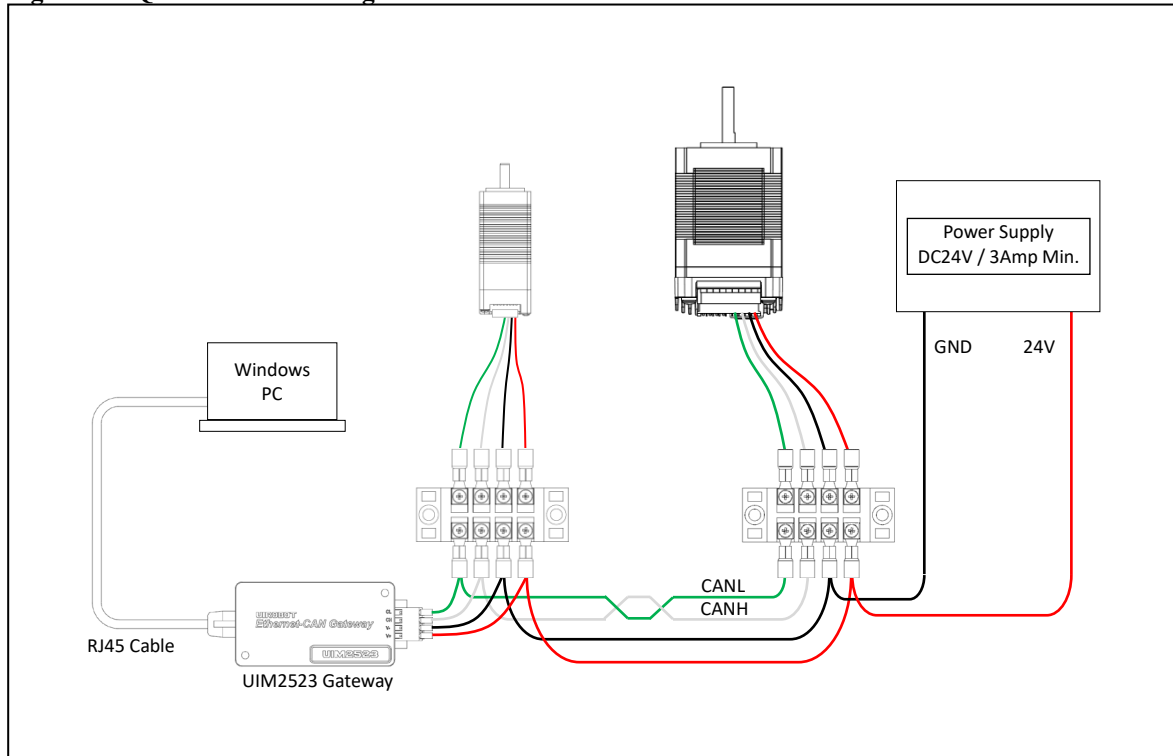 Power Supply
DC24V / 3Amp Min.
GND
24V
Windows
PC
CANL
CANH
Ethernet-CAN Gateway
UIM2523
RJ45 Cable
UIM2523 Gateway